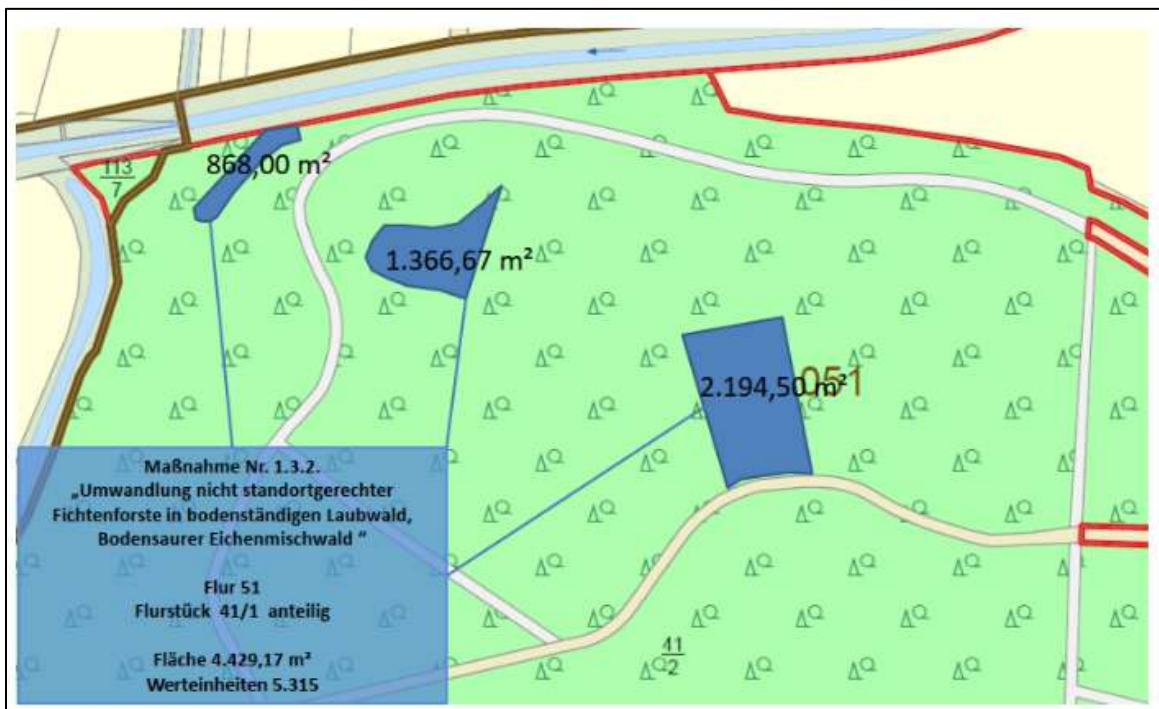 868,00 m²
113
7
1.366,67 m²
2.194,50 m²
051
Maßnahme Nr. 1.3.2.
„Umwandlung nicht standortgerechter
Fichtenforste in bodenständigen Laubwald,
Bodensaurer Eichenmischwald “
Flur 51
Flurstück 41/1 anteilig
Fläche 4.429,17 m²
Werteinheiten 5.315
41
2